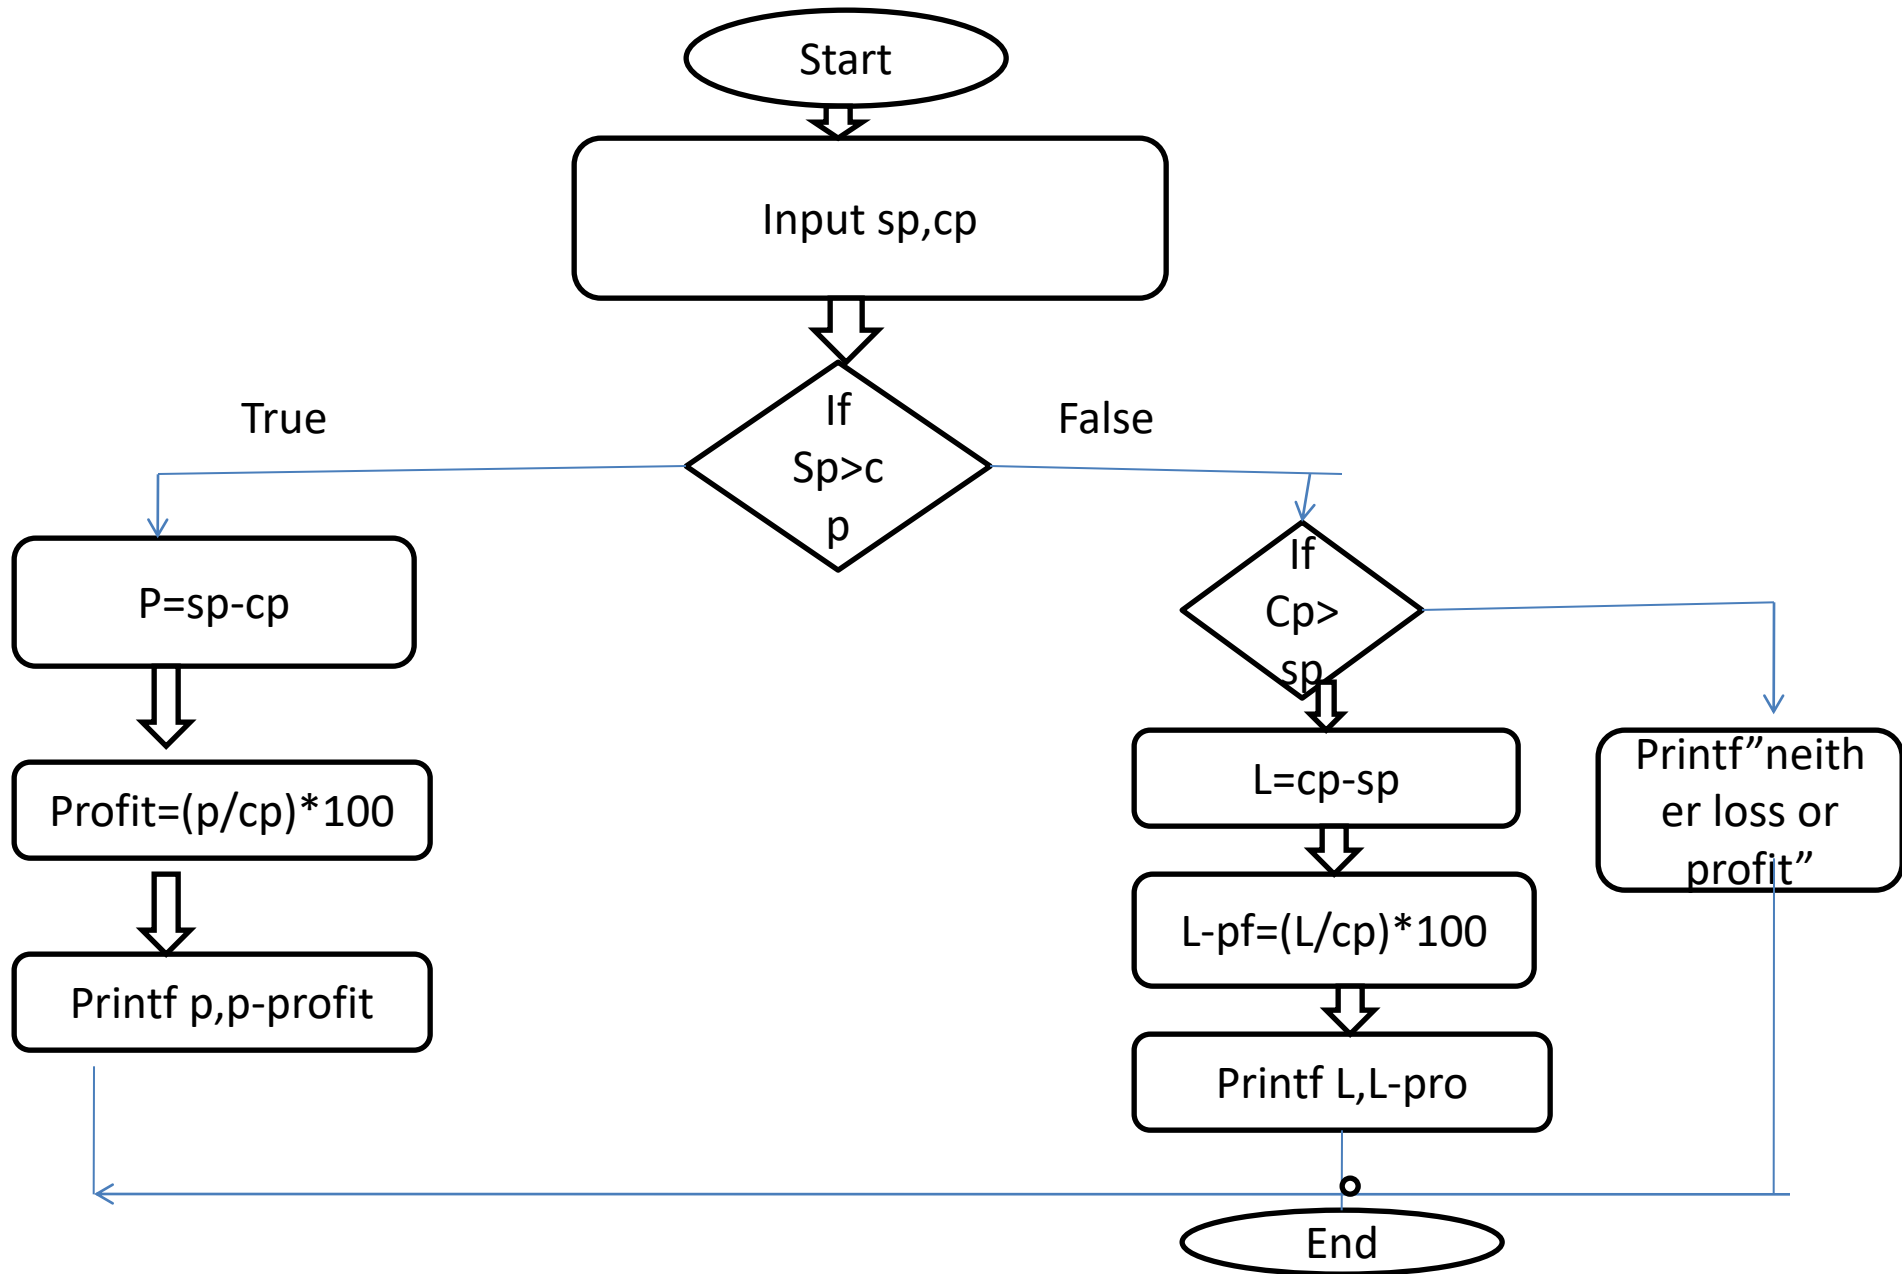 Start
Input sp,cp
True
If
Sp>c
p
False
P=sp-cp
Profit=(p/cp)*100
Printf p,p-profit
If
Cp>
sp
L=cp-sp
L-pf=(L/cp)*100
Printf L,L-pro
Printf”neith
er loss or
profit”
End